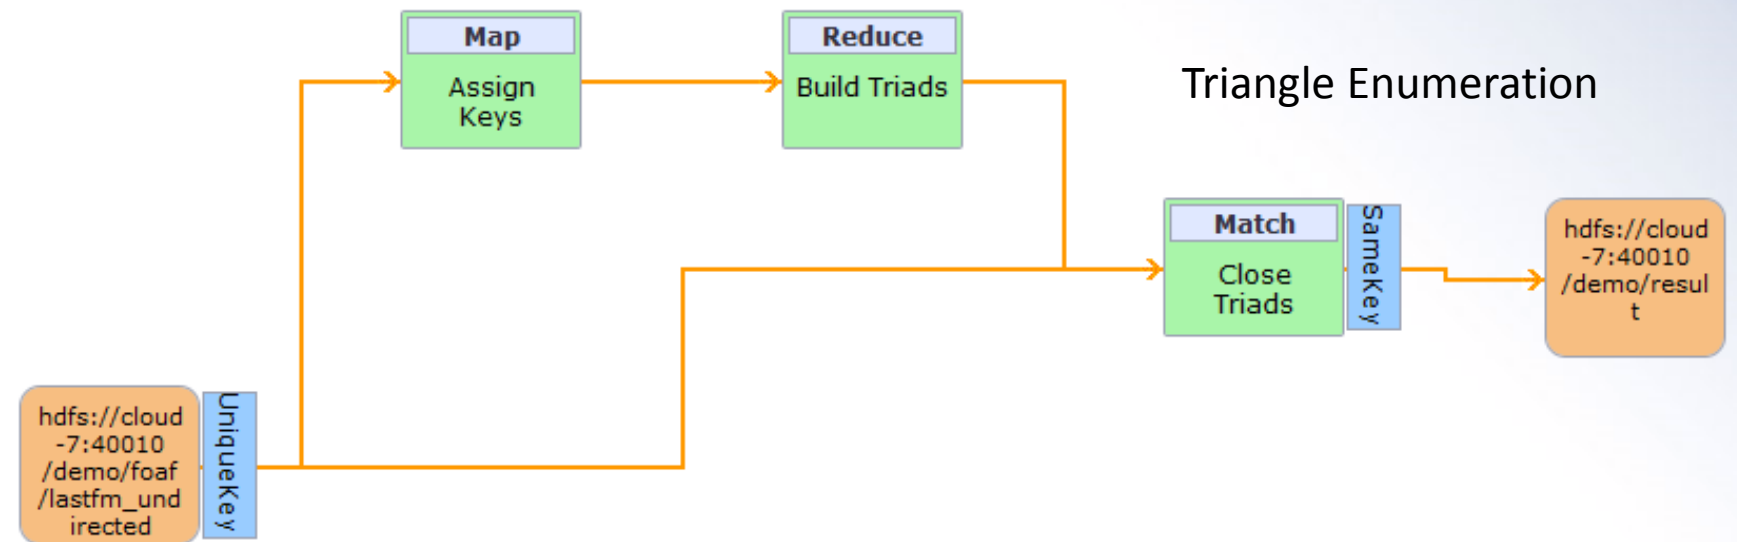 Map
Assign
Keys
Reduce
Build Triads
Triangle Enumeration
Match
Close
Triads
SameKey
hdfs://cloud
-7:40010
/demo/resul
t
hdfs://cloud
-7:40010
/demo/foaf
/lastfm_und
irected
UniqueKey